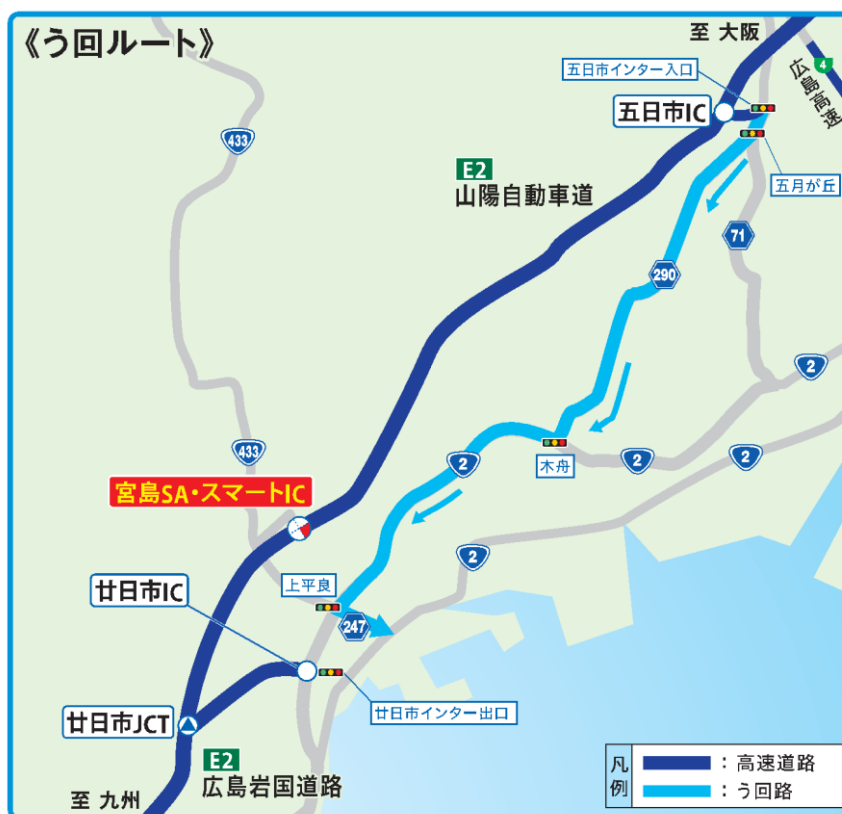 《う回ルート》
至 大阪
五日市インター入口
4
広島高速
五日市IC
五月が丘
433
E2
山陽自動車道
71
290
2
433
2
木舟
2
2
宮島SA・スマートIC
2
廿日市IC
上平良
247
廿日市インター出口
廿日市JCT
E2
広島岩国道路
至 九州
凡例
：高速道路
：う回路